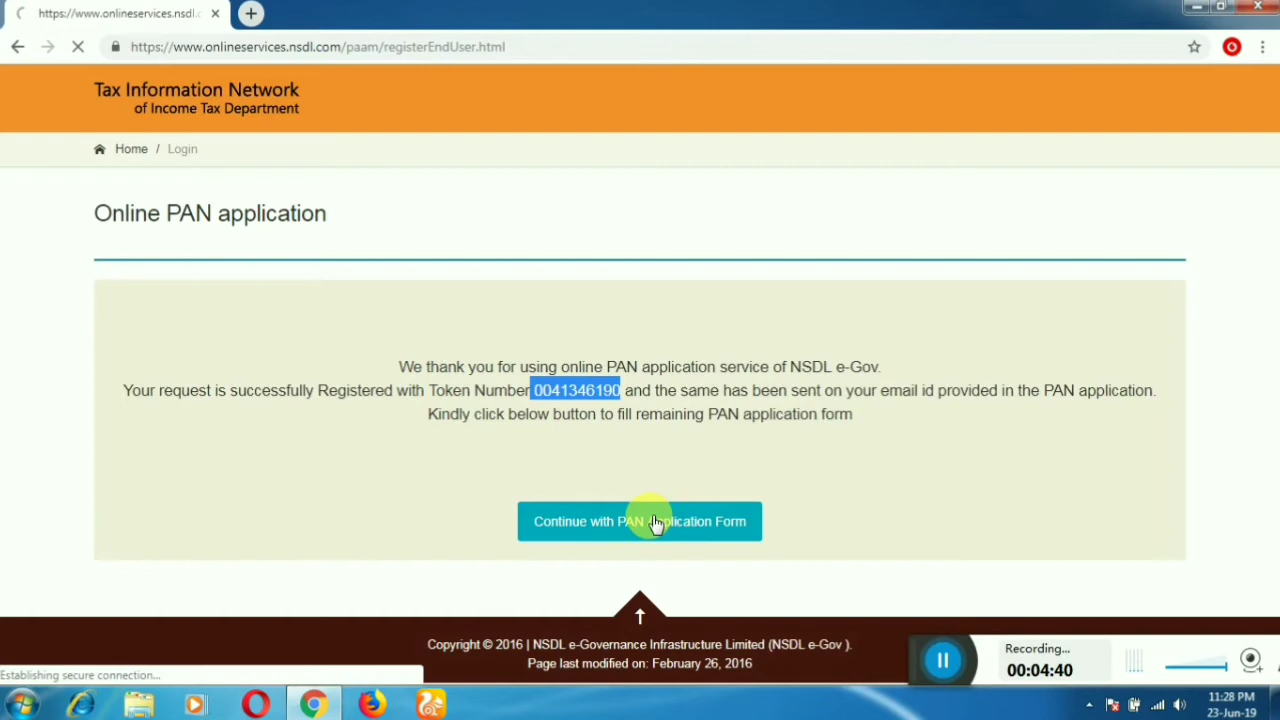 https://www.onlineservices.nsdl.c
https://www.onlineservices.nsdl.com/paam/registerEndUser.html
Tax Information Network
of Income Tax Department
Home / Login
Online PAN application
We thank you for using online PAN application service of NSDL e-Gov.
Your request is successfully Registered with Token Number 0041346190 and the same has been sent on your email id provided in the PAN application.
Kindly click below button to fill remaining PAN application form
Continue with PAN Application Form
Copyright © 2016 | NSDL e-Governance Infrastructure Limited (NSDL e-Gov ).
Page last modified on: February 26, 2016
Recording...
00:04:40
Establishing secure connection...
11:28 PM
23-Jun-19